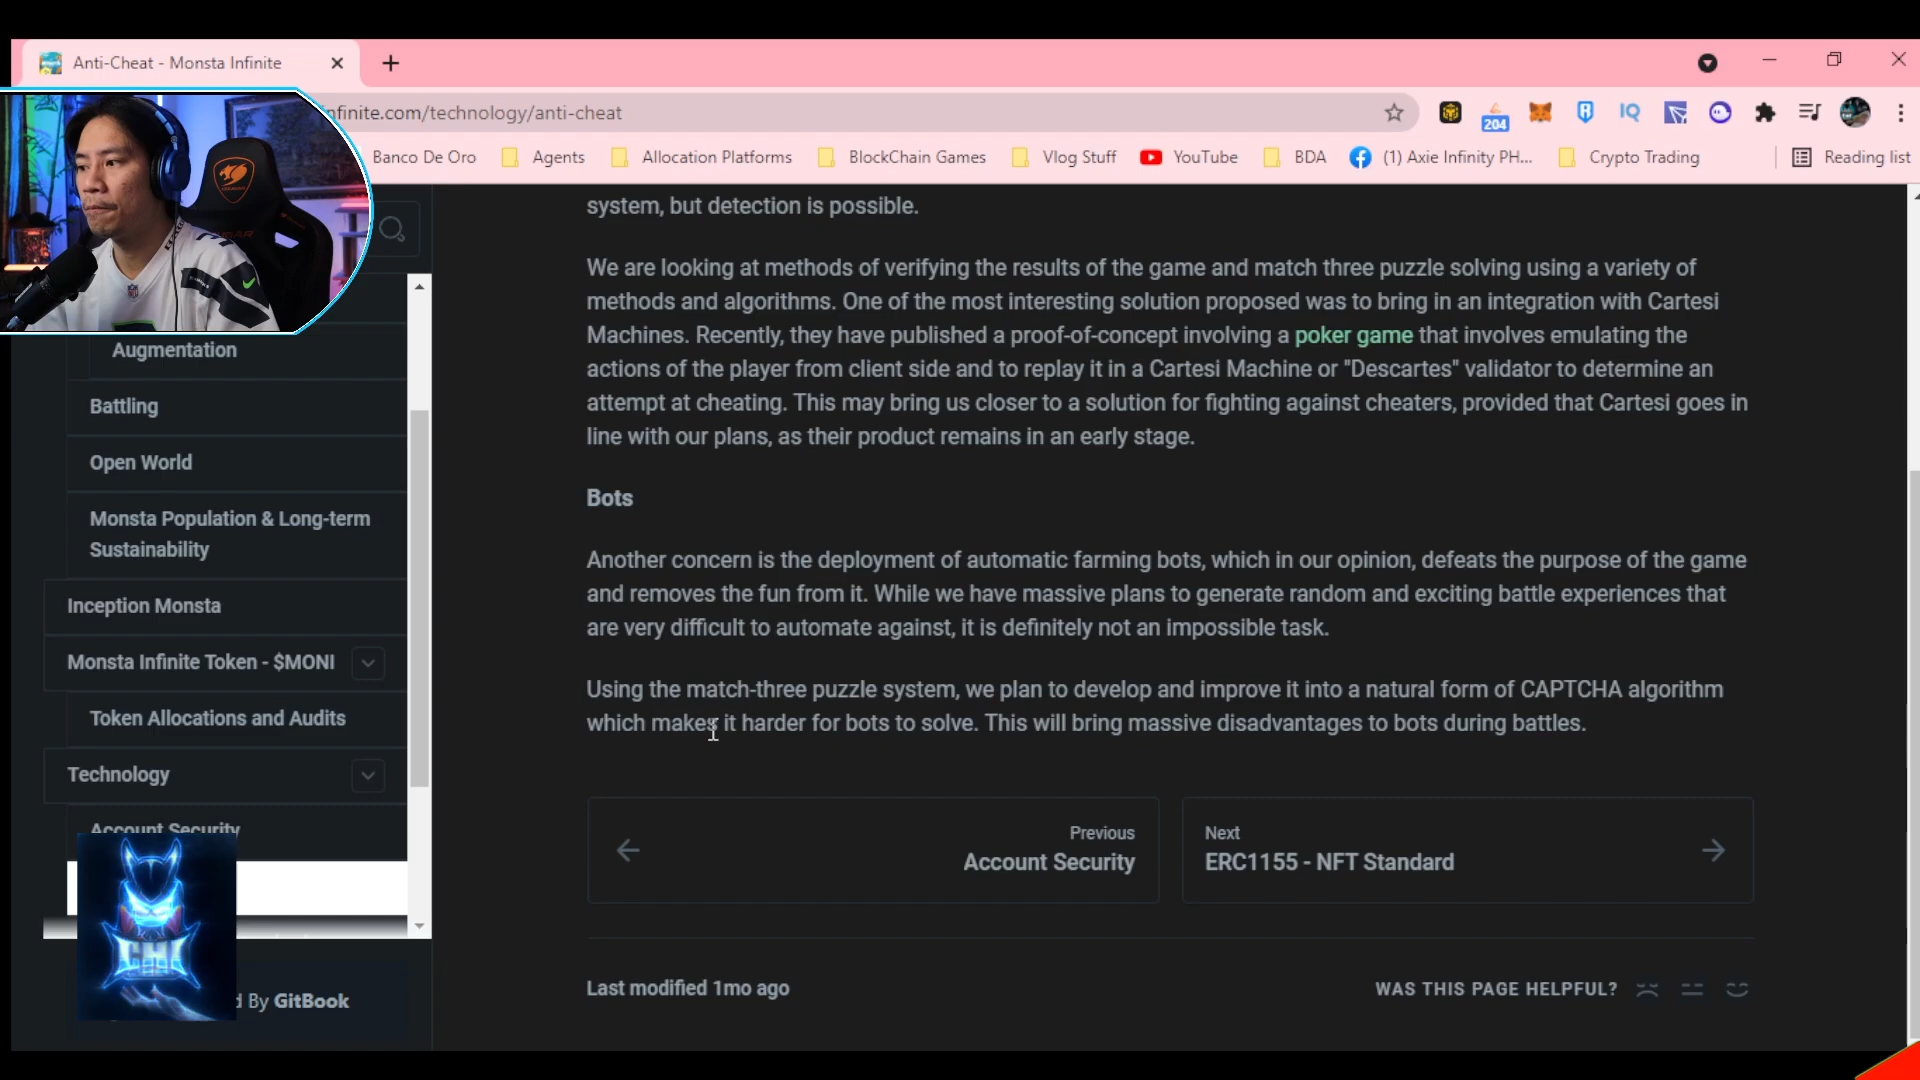 Anti-Cheat - Monsta Infinite
nfinite.com/technology/anti-cheat
204
IQ
Banco De Oro
Agents
Allocation Platforms
BlockChain Games
Vlog Stuff
YouTube
BDA
(1) Axie Infinity PH...
Crypto Trading
Reading list
Augmentation
Battling
Open World
Monsta Population & Long-term
Sustainability
Inception Monsta
Monsta Infinite Token - $MONI
Token Allocations and Audits
Technology
Account Security
d By GitBook
system, but detection is possible.
We are looking at methods of verifying the results of the game and match three puzzle solving using a variety of
methods and algorithms. One of the most interesting solution proposed was to bring in an integration with Cartesi
Machines. Recently, they have published a proof-of-concept involving a poker game that involves emulating the
actions of the player from client side and to replay it in a Cartesi Machine or "Descartes" validator to determine an
attempt at cheating. This may bring us closer to a solution for fighting against cheaters, provided that Cartesi goes in
line with our plans, as their product remains in an early stage.
Bots
Another concern is the deployment of automatic farming bots, which in our opinion, defeats the purpose of the game
and removes the fun from it. While we have massive plans to generate random and exciting battle experiences that
are very difficult to automate against, it is definitely not an impossible task.
Using the match-three puzzle system, we plan to develop and improve it into a natural form of CAPTCHA algorithm
which makes it harder for bots to solve. This will bring massive disadvantages to bots during battles.
Previous
Account Security
Next
ERC1155 - NFT Standard
Last modified 1mo ago
WAS THIS PAGE HELPFUL?